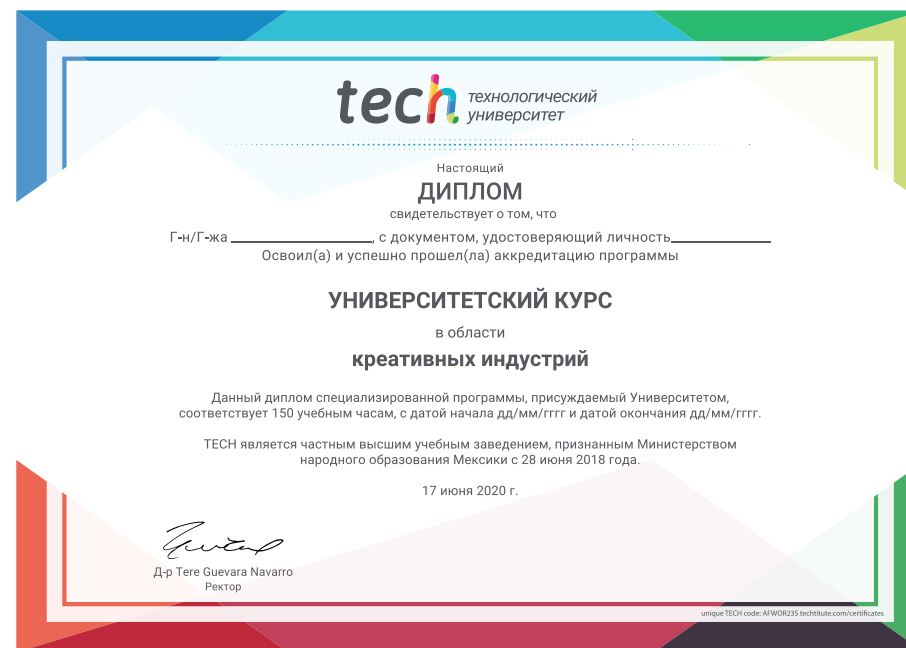 tech технологический
университет
Настоящий
ДИПЛОМ
свидетельствует о том, что
Г-н/Г-жа ____________________, с документом, удостоверяющий личность______________
Освоил(а) и успешно прошел(ла) аккредитацию программы
УНИВЕРСИТЕТСКИЙ КУРС
в области
креативных индустрий
Данный диплом специализированной программы, присуждаемый Университетом,
соответствует 150 учебным часам, с датой начала дд/мм/гггг и датой окончания дд/мм/гггг.
TECH является частным высшим учебным заведением, признанным Министерством
народного образования Мексики с 28 июня 2018 года.
17 июня 2020 г.
Д-р Tere Guevara Navarro
Ректор
unique TECH code: AFWOR23S techtitute.com/certificates